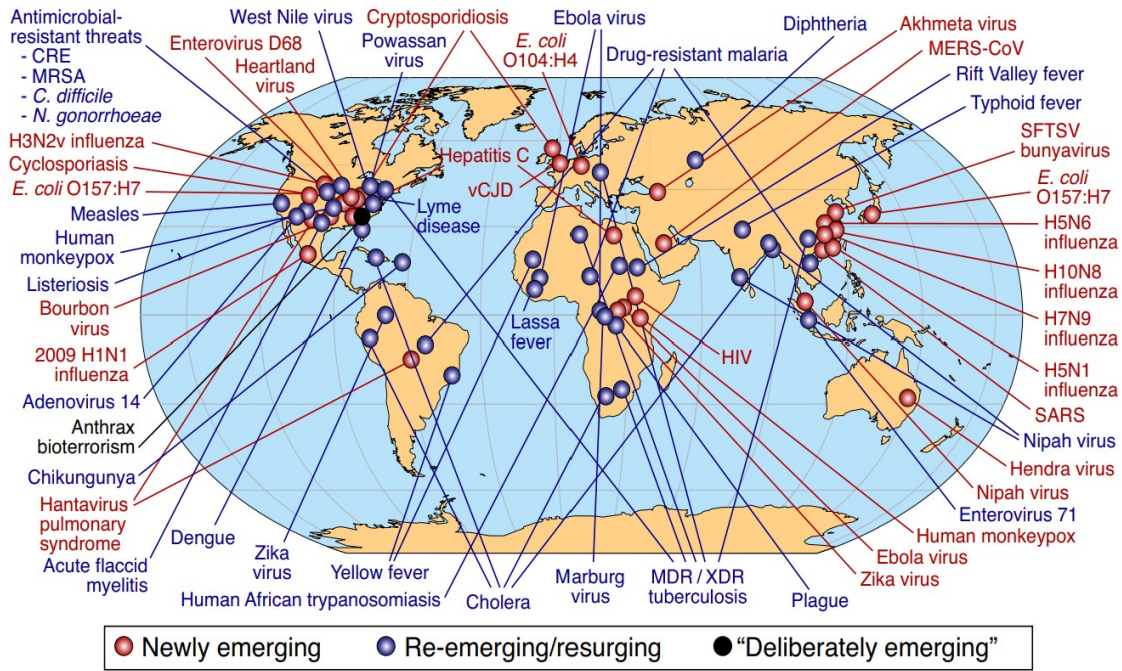 Antimicrobial-
resistant threats
- CRE
- MRSA
- C. difficile
- N. gonorrhoeae
West Nile virus
Cryptosporidiosis
Ebola virus
Diphtheria
Akhmeta virus
Enterovirus D68
Powassan
virus
E. coli
O104:H4
Drug-resistant malaria
MERS-CoV
Heartland
virus
Rift Valley fever
Typhoid fever
H3N2v influenza
Cyclosporiasis
E. coli O157:H7
Measles
Human
monkeypox
Listeriosis
Bourbon
virus
2009 H1N1
influenza
Adenovirus 14
Anthrax
bioterrorism
Chikungunya
Hantavirus
pulmonary
syndrome
Acute flaccid
myelitis
Hepatitis C
vCJD
Lyme
disease
Lassa
fever
HIV
SFTSV
bunyavirus
E. coli
O157:H7
H5N6
influenza
H10N8
influenza
H7N9
influenza
H5N1
influenza
SARS
Nipah virus
Hendra virus
Nipah virus
Enterovirus 71
Human monkeypox
Ebola virus
Zika virus
Dengue
Zika
virus
Yellow fever
Human African trypanosomiasis
Cholera
Marburg
virus
MDR / XDR
tuberculosis
Plague
Newly emerging
Re-emerging/resurging
“Deliberately emerging”